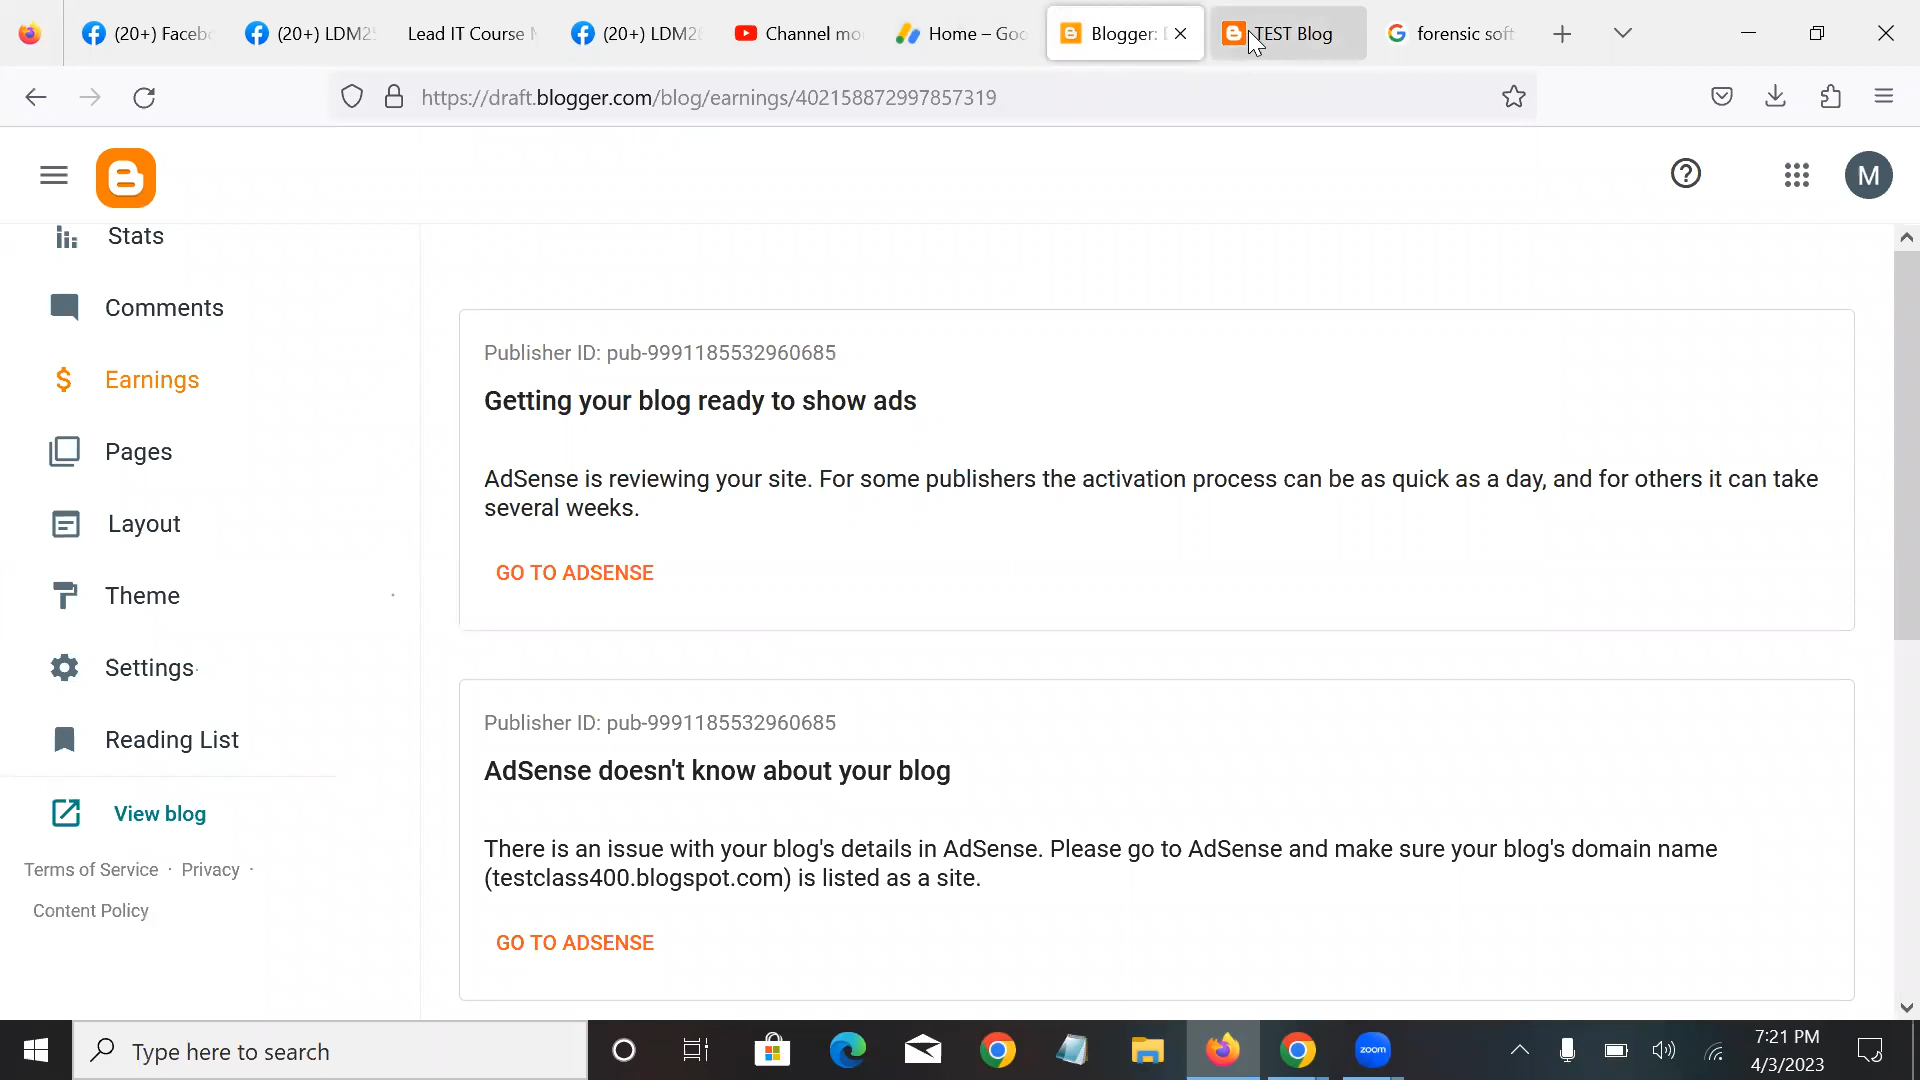 (20+) Faceb
(20+) LDM2
Lead IT Course
(20+) LDM2
Channel mo
Home – Goo
Blogger:
TEST Blog
forensic soft
https://draft.blogger.com/blog/earnings/402158872997857319
M
Stats
Comments
Earnings
Pages
Layout
Theme
Settings
Reading List
View blog
Terms of Service · Privacy ·
Content Policy
Publisher ID: pub-9991185532960685
Getting your blog ready to show ads
AdSense is reviewing your site. For some publishers the activation process can be as quick as a day, and for others it can take
several weeks.
GO TO ADSENSE
Publisher ID: pub-9991185532960685
AdSense doesn't know about your blog
There is an issue with your blog's details in AdSense. Please go to AdSense and make sure your blog's domain name
(testclass400.blogspot.com) is listed as a site.
GO TO ADSENSE
Type here to search
zoom
7:21 PM
4/3/2023